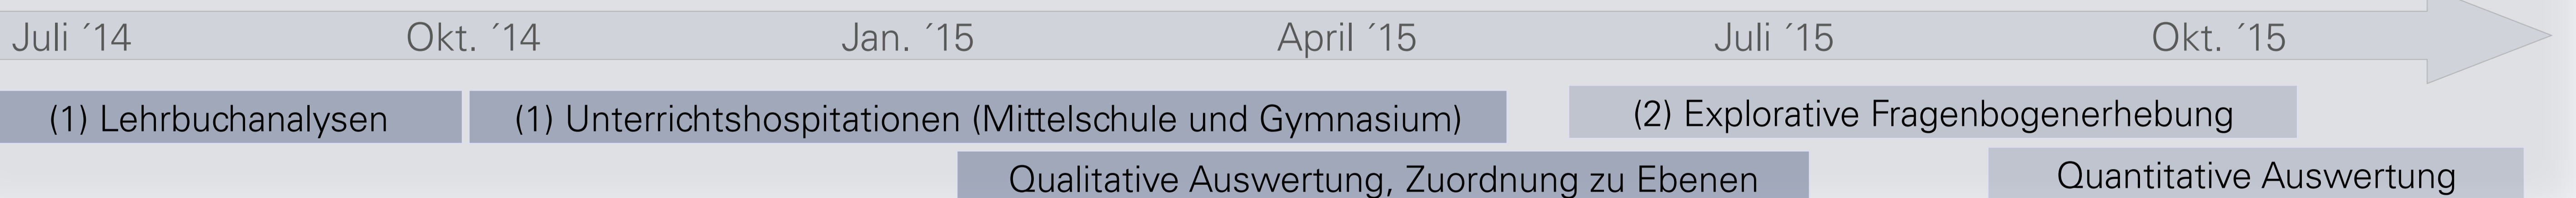 Juli ´14 Okt. ´14 Jan. ´15 April ´15 Juli ´15 Okt. ´15
(1) Lehrbuchanalysen (1) Unterrichtshospitationen (Mittelschule und Gymnasium) (2) Explorative Fragenbogenerhebung
Qualitative Auswertung, Zuordnung zu Ebenen Quantitative Auswertung